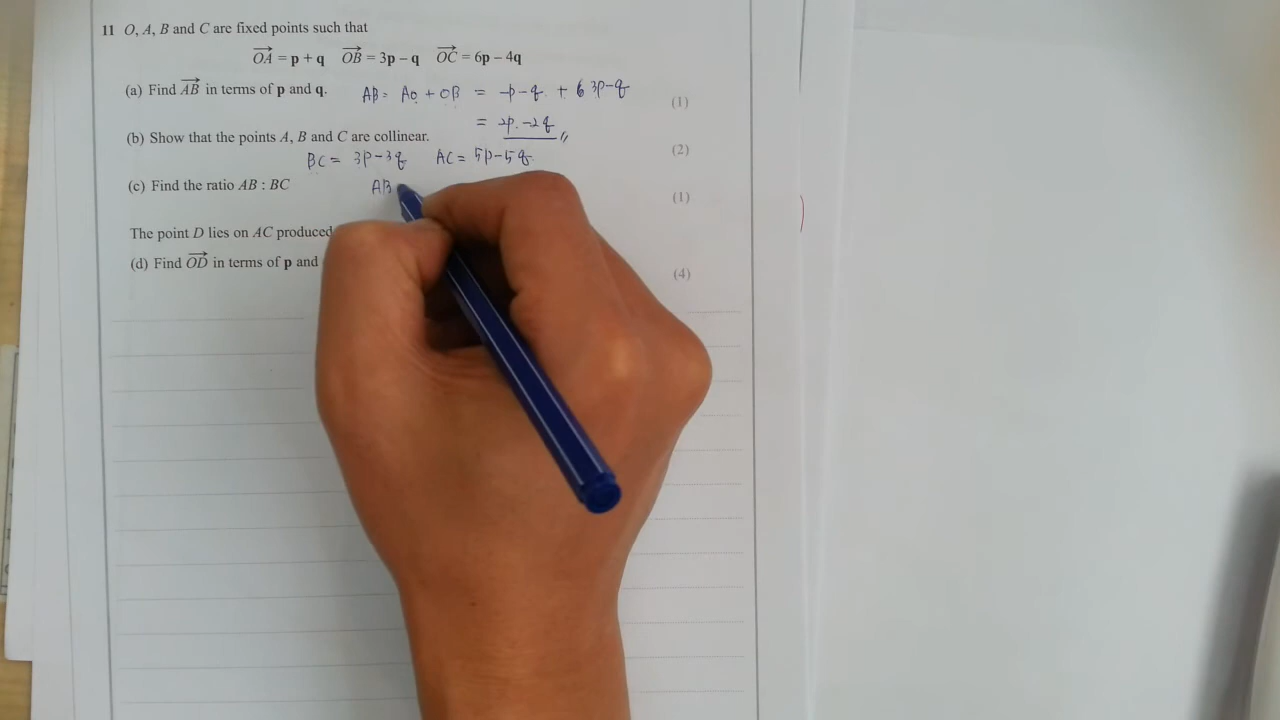 11 O, A, B and C are fixed points such that
OA = p + q OB = 3p – q OC = 6p – 4q
(a) Find AB in terms of p and q. AB = AO + OB = -p-q + 6 3p-q
(1)
= 2p - 2q
(b) Show that the points A, B and C are collinear.
(2)
BC = 3p-3q AC = 5p-5q
(c) Find the ratio AB : BC AB
(1)
The point D lies on AC produced
(d) Find OD in terms of p and
(4)